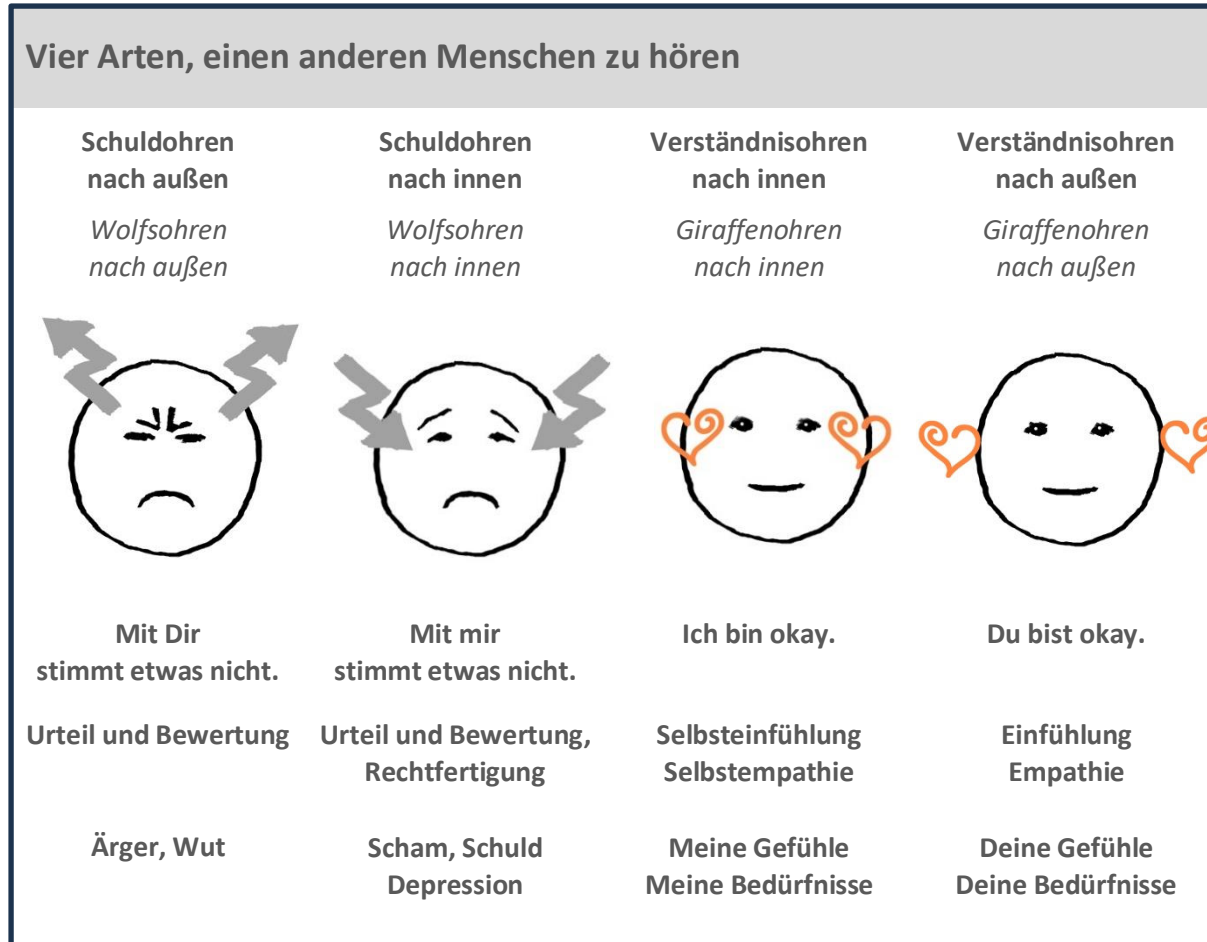 Vier Arten, einen anderen Menschen zu hören
Schuldohren
nach außen
Wolfsohren
nach außen
Mit Dir
stimmt etwas nicht.
Urteil und Bewertung
Ärger, Wut
Schuldohren
nach innen
Wolfsohren
nach innen
Mit mir
stimmt etwas nicht.
Urteil und Bewertung,
Rechtfertigung
Scham, Schuld
Depression
Verständnisohren
nach innen
Giraffenohren
nach innen
Ich bin okay.
Selbsteinfühlung
Selbstempathie
Meine Gefühle
Meine Bedürfnisse
Verständnisohren
nach außen
Giraffenohren
nach außen
Du bist okay.
Einfühlung
Empathie
Deine Gefühle
Deine Bedürfnisse